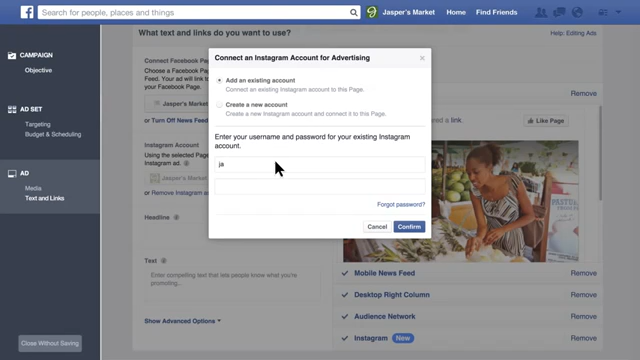 Search for people, places and things
Jasper's Market
Home
Find Friends
What text and links do you want to use?
Help: Editing Ads
CAMPAIGN
Objective
AD SET
Targeting
Budget & Scheduling
AD
Media
Text and Links
Close Without Saving
Connect Facebook Pag
Choose a Facebook Pag
Feed. Your ad will link to
Jasper's Market
or Turn Off News Feed
Instagram Account
Using the selected Page
Instagram ad.
Jasper's Market
or Remove Instagram a
Headline
Text
Enter compelling text that lets people know what you're
promoting...
Show Advanced Options
Connect an Instagram Account for Advertising
Add an existing account
Connect an existing Instagram account to this Page.
Create a new account
Create a new Instagram account and connect it to this Page.
Enter your username and password for your existing Instagram
account.
ja
Forgot password?
Cancel
Confirm
Remove
a link.
Like Page
Mobile News Feed
Remove
Desktop Right Column
Remove
Audience Network
Remove
Instagram
New
Remove